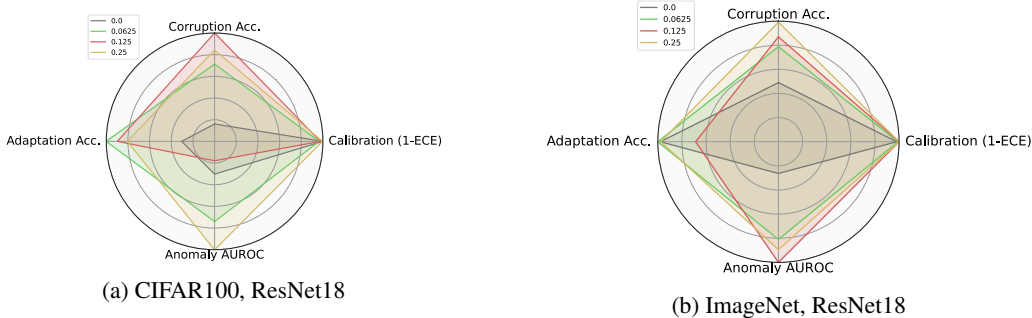 0.0
0.0625
0.125
0.25
Corruption Acc.
Adaptation Acc.
Calibration (1-ECE)
Anomaly AUROC
(a) CIFAR100, ResNet18
0.0
0.0625
0.125
0.25
Corruption Acc.
Adaptation Acc.
Calibration (1-ECE)
Anomaly AUROC
(b) ImageNet, ResNet18